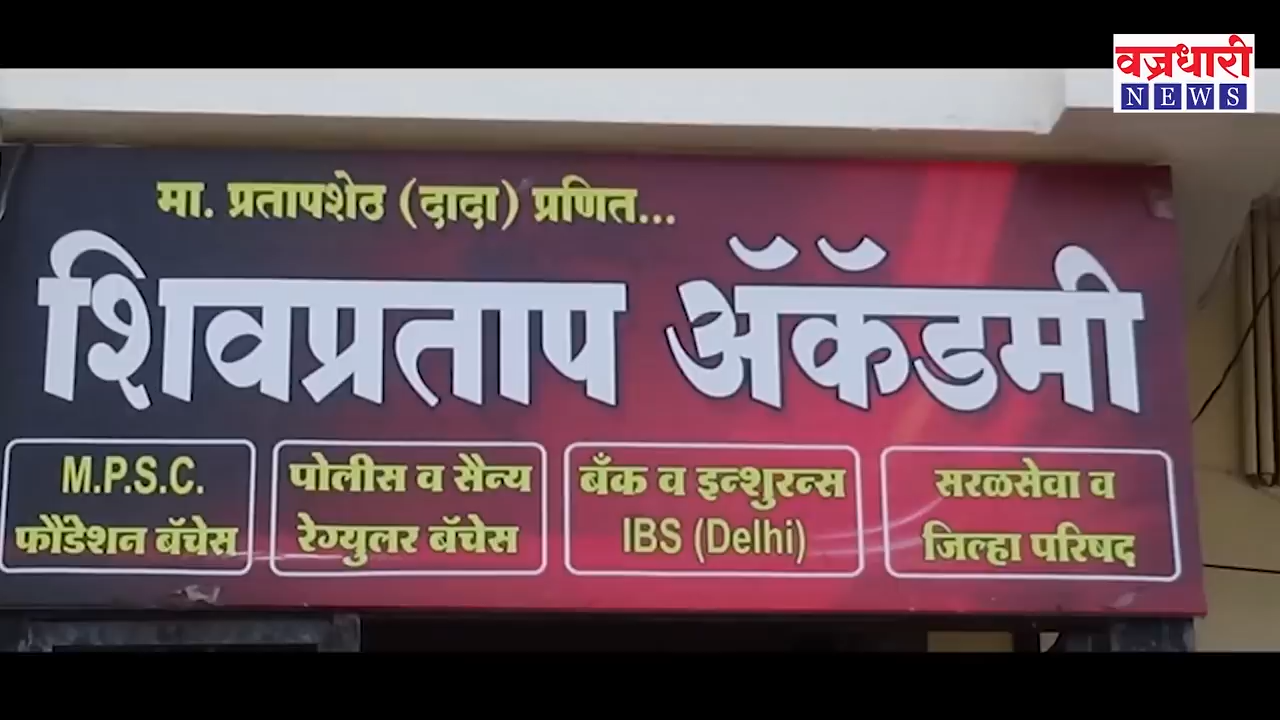 वज्रधारी
NEWS
मा. प्रतापशेठ (दादा) प्रणित...
शिवप्रताप ॲकॅडमी
M.P.S.C.
फौंडेशन बॅचेस
पोलीस व सैन्य
रेग्युलर बॅचेस
बँक व इन्शुरन्स
IBS (Delhi)
सरळसेवा व
जिल्हा परिषद